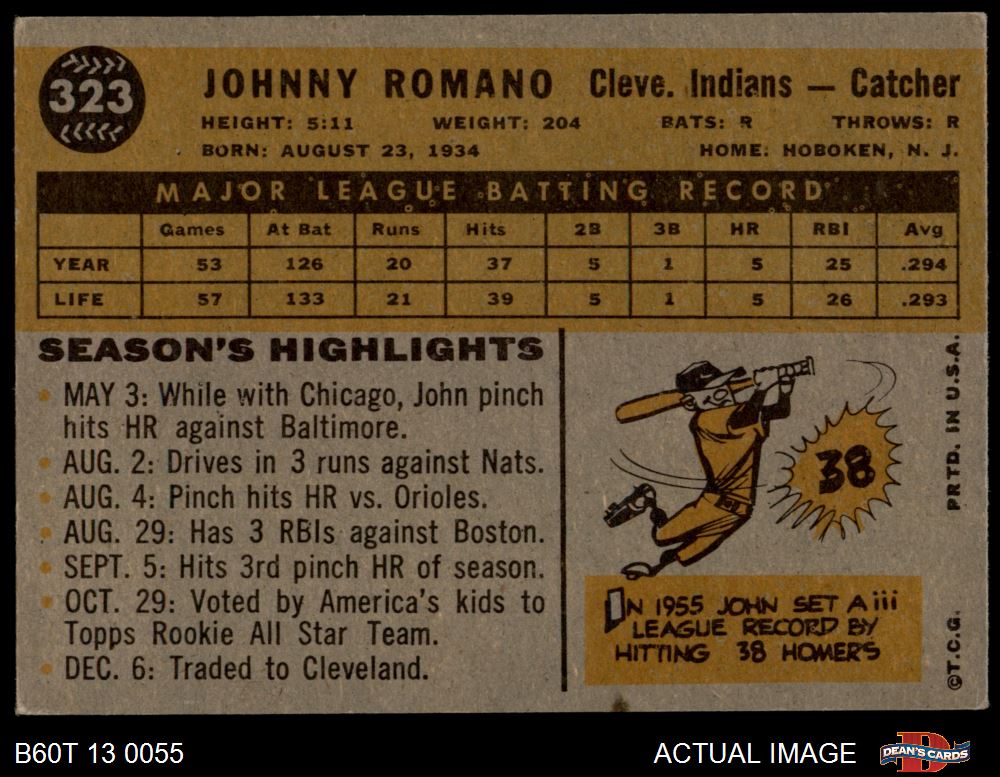 323
JOHNNY ROMANO Cleve. Indians — Catcher
HEIGHT: 5:11 WEIGHT: 204 BATS: R THROWS: R
BORN: AUGUST 23, 1934 HOME: HOBOKEN, N. J.
MAJOR LEAGUE BATTING RECORD
Games At Bat Runs Hits 2B 3B HR RBI Avg
YEAR 53 126 20 37 5 1 5 25 .294
LIFE 57 133 21 39 5 1 5 26 .293
SEASON'S HIGHLIGHTS
• MAY 3: While with Chicago, John pinch
hits HR against Baltimore.
• AUG. 2: Drives in 3 runs against Nats.
• AUG. 4: Pinch hits HR vs. Orioles.
• AUG. 29: Has 3 RBIs against Boston.
• SEPT. 5: Hits 3rd pinch HR of season.
• OCT. 29: Voted by America's kids to
Topps Rookie All Star Team.
• DEC. 6: Traded to Cleveland.
38
IN 1955 JOHN SET A iii
LEAGUE RECORD BY
HITTING 38 HOMERS
©T.C.G. PRTD. IN U.S.A.
B60T 13 0055 ACTUAL IMAGE
D
DEAN'S CARDS